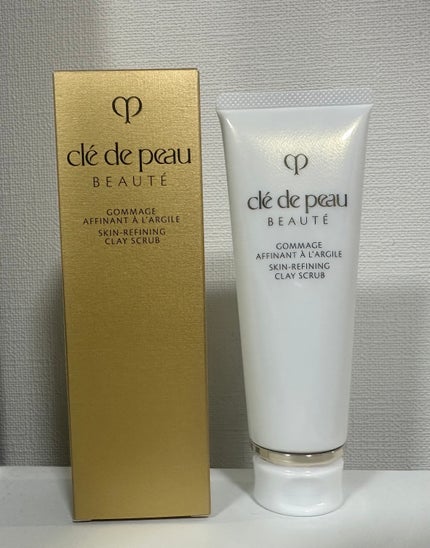 clé de peau
BEAUTÉ
GOMMAGE
AFFINANT À L'ARGILE
SKIN-REFINING
CLAY SCRUB
clé de peau
BEAUTÉ
GOMMAGE
AFFINANT À L'ARGILE
SKIN-REFINING
CLAY SCRUB